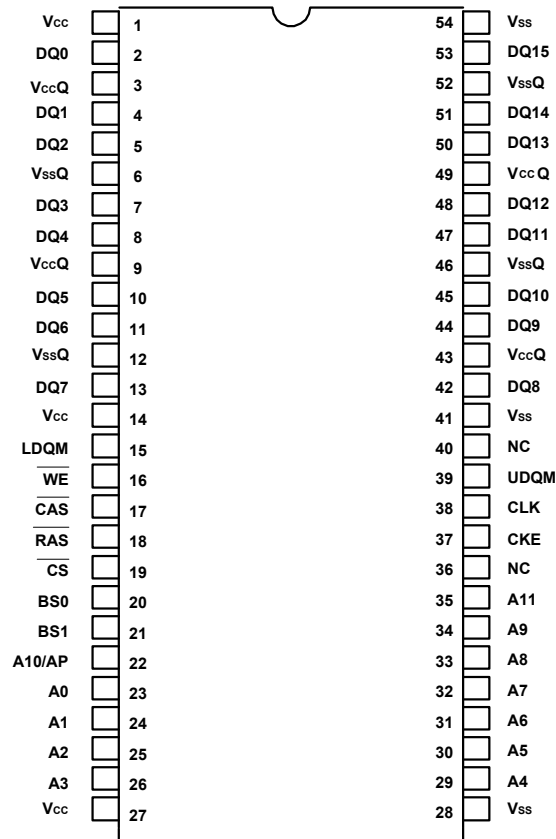 Vcc 1 54 Vss
DQ0 2 53 DQ15
VccQ 3 52 VssQ
DQ1 4 51 DQ14
DQ2 5 50 DQ13
VssQ 6 49 Vcc Q
DQ3 7 48 DQ12
DQ4 8 47 DQ11
VccQ 9 46 VssQ
DQ5 10 45 DQ10
DQ6 11 44 DQ9
VssQ 12 43 VccQ
DQ7 13 42 DQ8
Vcc 14 41 Vss
LDQM 15 40 NC
W̅E̅ 16 39 UDQM
C̅A̅S̅ 17 38 CLK
R̅A̅S̅ 18 37 CKE
C̅S̅ 19 36 NC
BS0 20 35 A11
BS1 21 34 A9
A10/AP 22 33 A8
A0 23 32 A7
A1 24 31 A6
A2 25 30 A5
A3 26 29 A4
Vcc 27 28 Vss